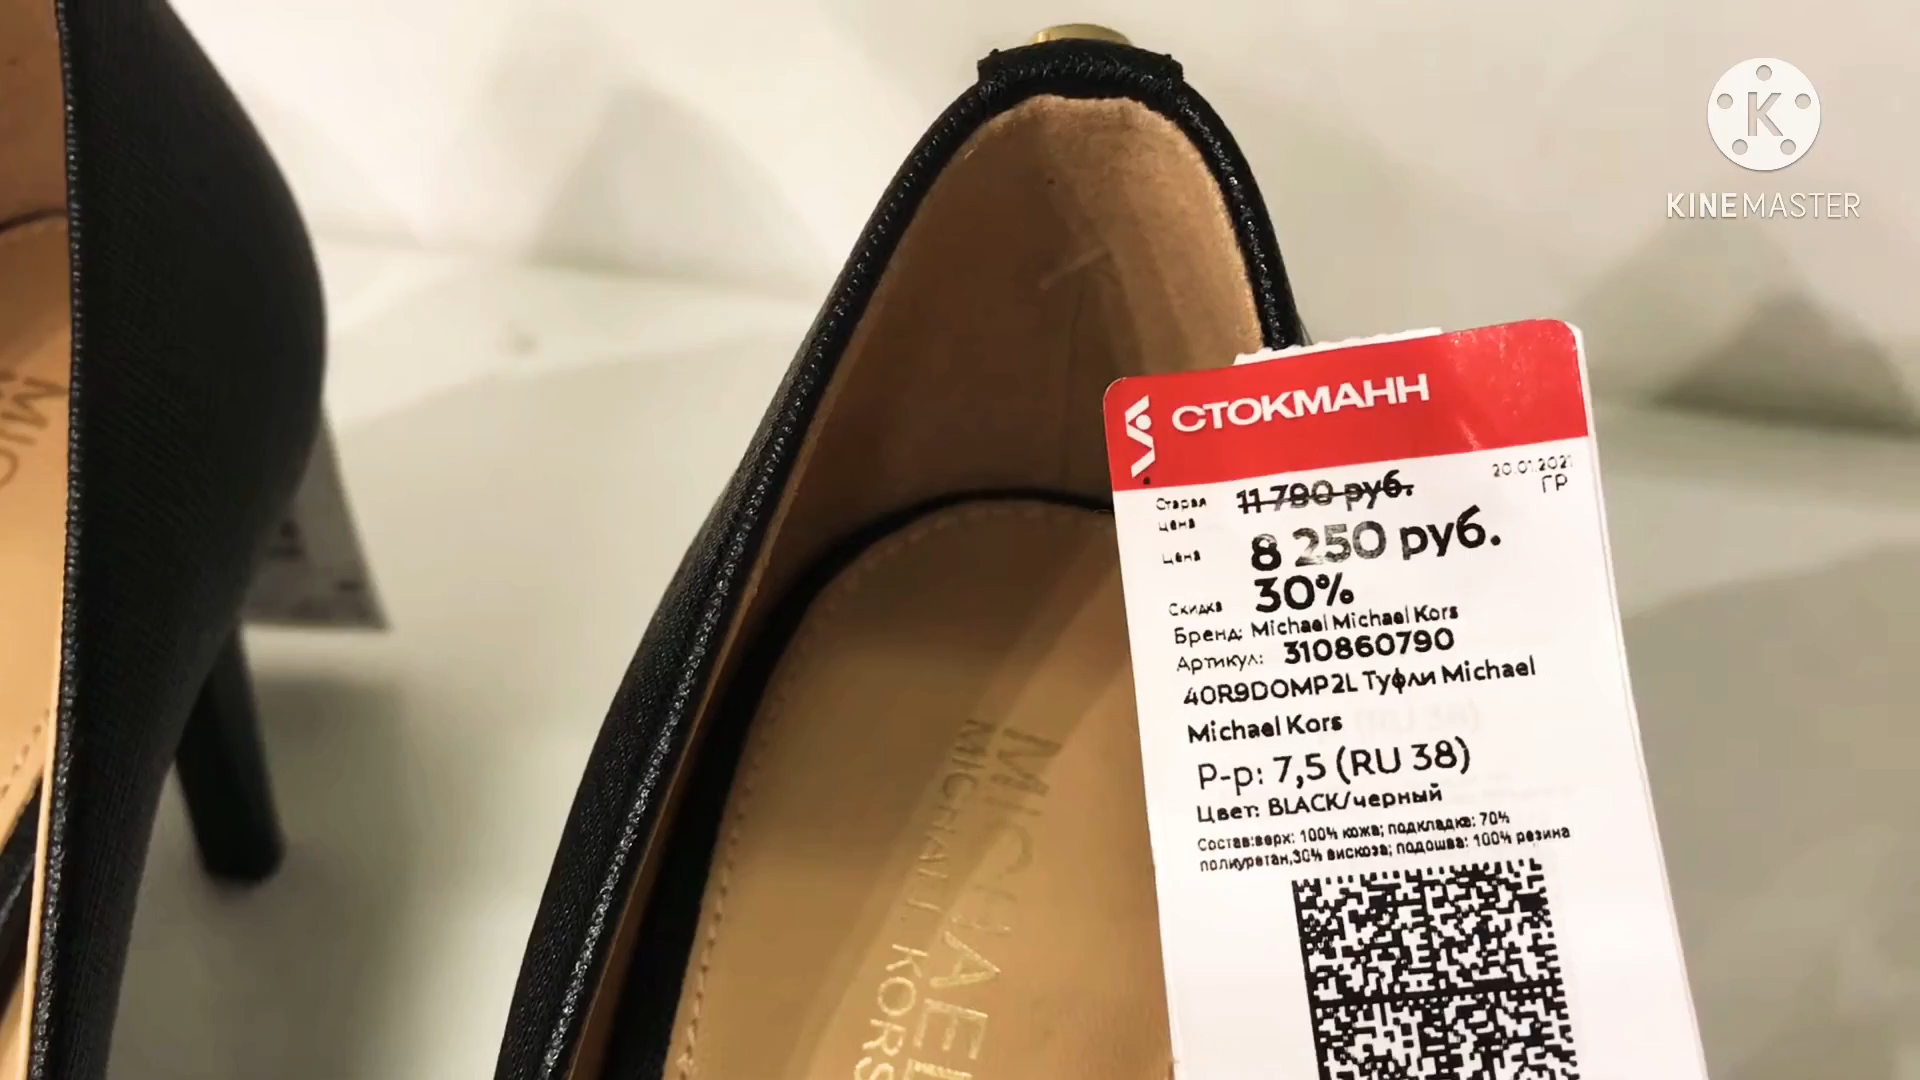 K
KINEMASTER
СТОКМАНН
20.01.2021
ГР
Старая цена 11 790 руб.
Цена 8 250 руб.
Скидка 30%
Бренд: Michael Michael Kors
Артикул: 310860790
40R9DOMP2L Туфли Michael
Michael Kors
Р-р: 7,5 (RU 38)
Цвет: BLACK/черный
Состав:верх: 100% кожа; подкладка: 70%
полиуретан,30% вискоза; подошва: 100% резина
MICHAEL
MICHAEL KORS
MIC